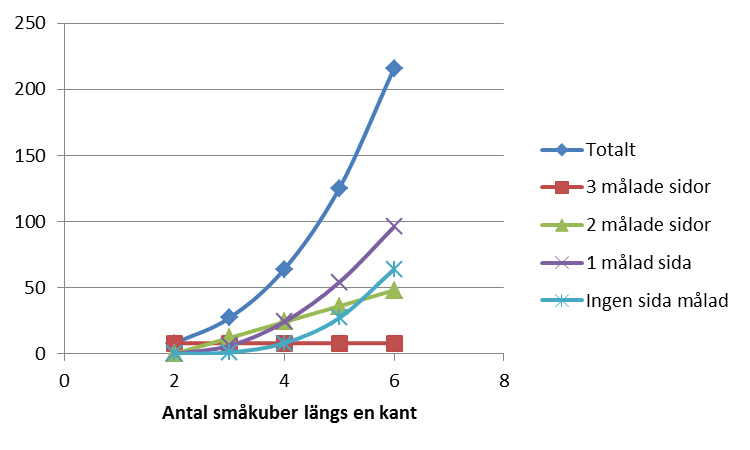 250
200
150
100
50
0
0 2 4 6 8
Antal småkuber längs en kant
Totalt
3 målade sidor
2 målade sidor
1 målad sida
Ingen sida målad